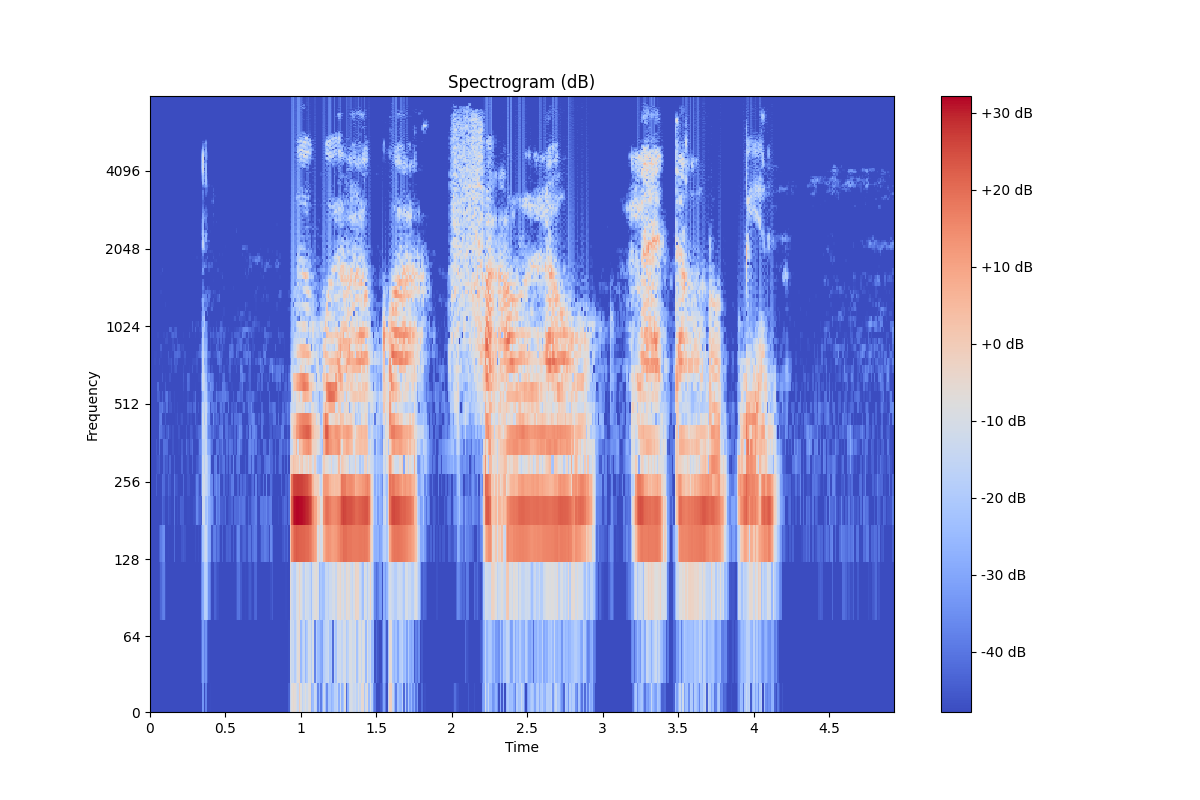 Spectrogram (dB)
+30 dB
+20 dB
+10 dB
+0 dB
-10 dB
-20 dB
-30 dB
-40 dB
Frequency
4096
2048
1024
512
256
128
64
0
0 0.5 1 1.5 2 2.5 3 3.5 4 4.5
Time